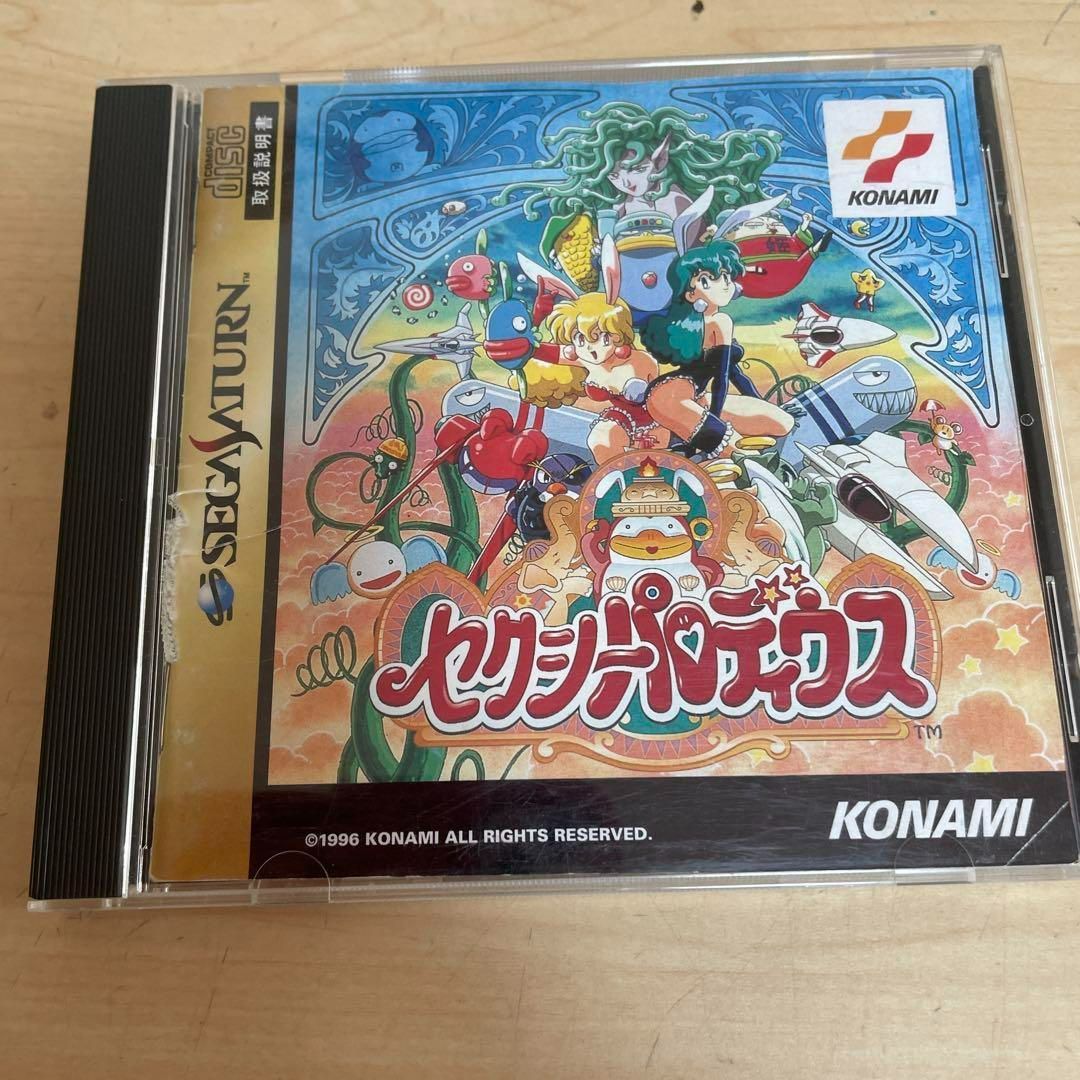 COMPACT
disc
取扱説明書
SEGA SATURN™
KONAMI
セクシーパロディウス
TM
©1996 KONAMI ALL RIGHTS RESERVED.
KONAMI